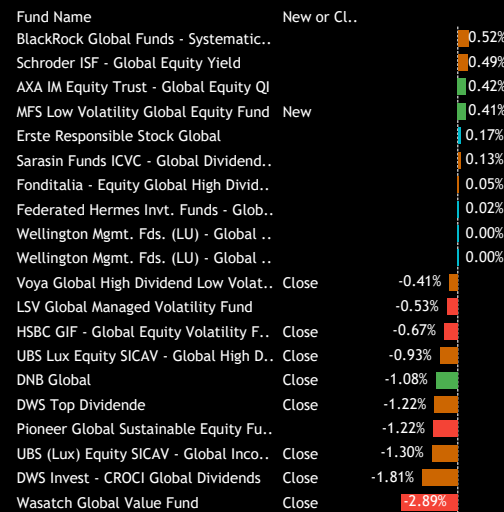 Fund Name New or Cl..
BlackRock Global Funds - Systematic.. 0.52%
Schroder ISF - Global Equity Yield 0.49%
AXA IM Equity Trust - Global Equity QI 0.42%
MFS Low Volatility Global Equity Fund New 0.41%
Erste Responsible Stock Global 0.17%
Sarasin Funds ICVC - Global Dividend.. 0.13%
Fonditalia - Equity Global High Divid.. 0.05%
Federated Hermes Invt. Funds - Glob.. 0.02%
Wellington Mgmt. Fds. (LU) - Global .. 0.00%
Wellington Mgmt. Fds. (LU) - Global .. 0.00%
Voya Global High Dividend Low Volat.. Close -0.41%
LSV Global Managed Volatility Fund -0.53%
HSBC GIF - Global Equity Volatility F.. Close -0.67%
UBS Lux Equity SICAV - Global High D.. Close -0.93%
DNB Global Close -1.08%
DWS Top Dividende Close -1.22%
Pioneer Global Sustainable Equity Fu.. -1.22%
UBS (Lux) Equity SICAV - Global Inco.. Close -1.30%
DWS Invest - CROCI Global Dividends Close -1.81%
Wasatch Global Value Fund Close -2.89%